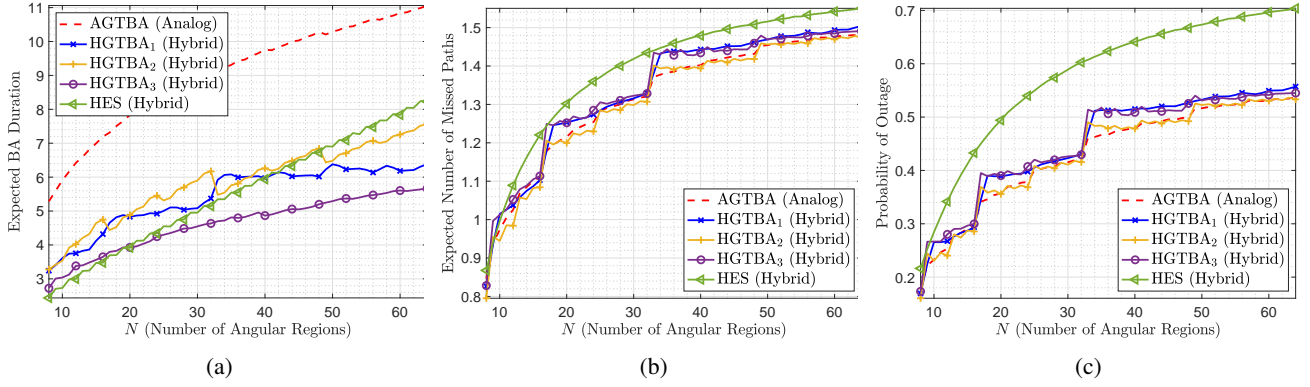 11
10
9
8
7
6
5
4
3
10 20 30 40 50 60
Expected BA Duration
N (Number of Angular Regions)
AGTBA (Analog)
HGTBA1 (Hybrid)
HGTBA2 (Hybrid)
HGTBA3 (Hybrid)
HES (Hybrid)
(a)
1.5
1.4
1.3
1.2
1.1
1
0.9
0.8
10 20 30 40 50 60
Expected Number of Missed Paths
N (Number of Angular Regions)
AGTBA (Analog)
HGTBA1 (Hybrid)
HGTBA2 (Hybrid)
HGTBA3 (Hybrid)
HES (Hybrid)
(b)
0.7
0.6
0.5
0.4
0.3
0.2
10 20 30 40 50 60
Probability of Outage
N (Number of Angular Regions)
AGTBA (Analog)
HGTBA1 (Hybrid)
HGTBA2 (Hybrid)
HGTBA3 (Hybrid)
HES (Hybrid)
(c)